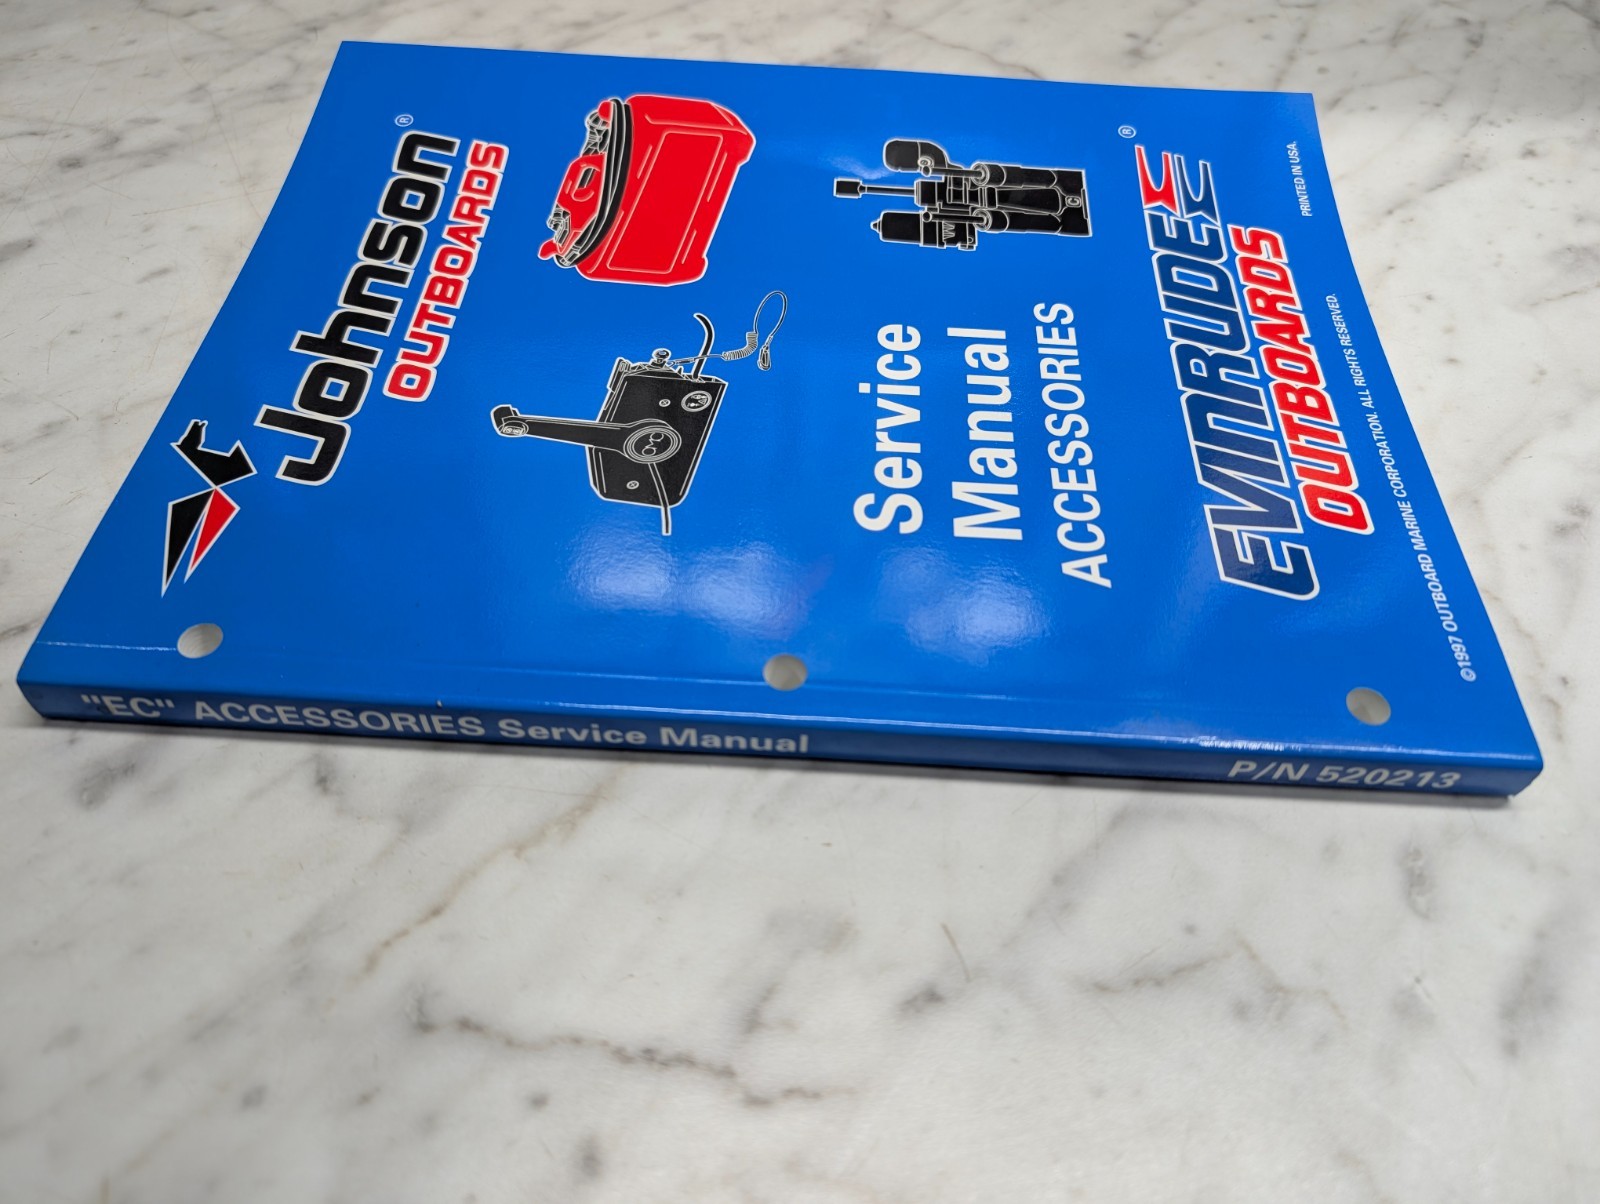 Johnson®
OUTBOARDS
OMC
Service
Manual
ACCESSORIES
EVINRUDE®
OUTBOARDS
©1997 OUTBOARD MARINE CORPORATION. ALL RIGHTS RESERVED.
PRINTED IN USA.
"EC" ACCESSORIES Service Manual
P/N 520213